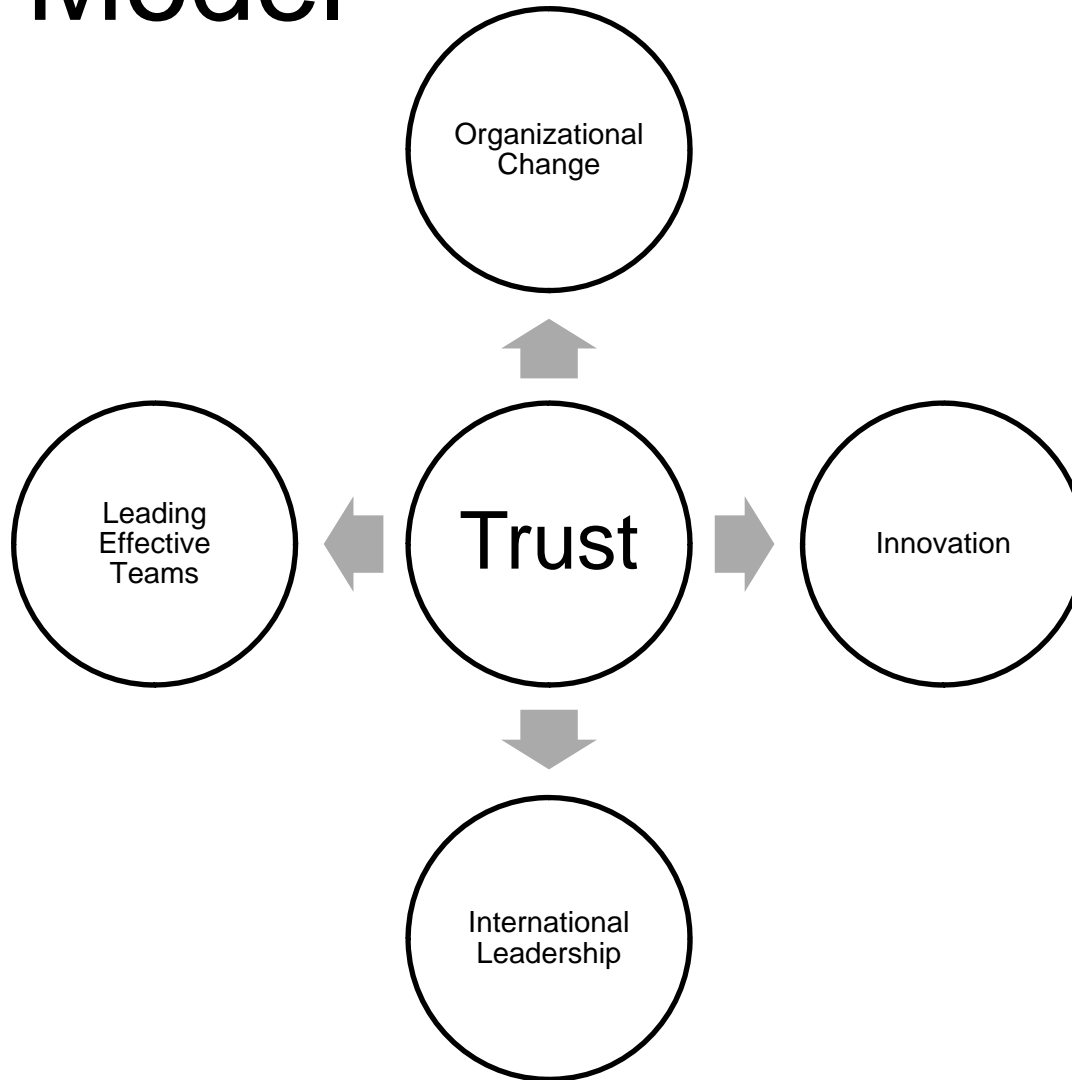 Model
Organizational
Change
Leading
Effective
Teams
Trust
Innovation
International
Leadership